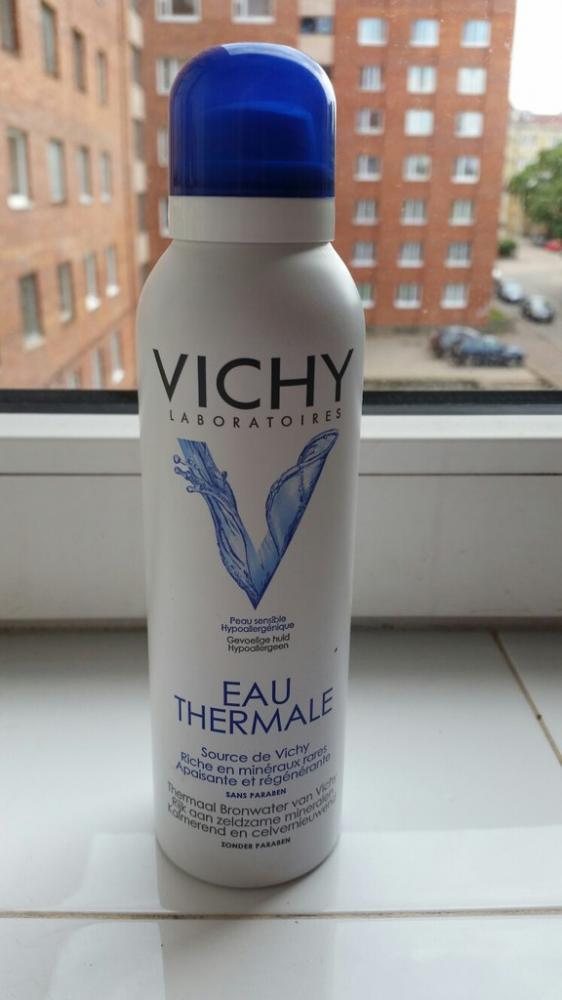 VICHY
LABORATOIRES
Peau sensible
Hypoallergénique
Gevoelige huid
Hypoallergeen
EAU
THERMALE
Source de Vichy
Riche en minéraux rares
Apaisante et régénérante
SANS PARABEN
Thermaal Bronwater van Vichy
Rijk aan zeldzame mineralen
Kalmerend en celvernieuwend
ZONDER PARABEN